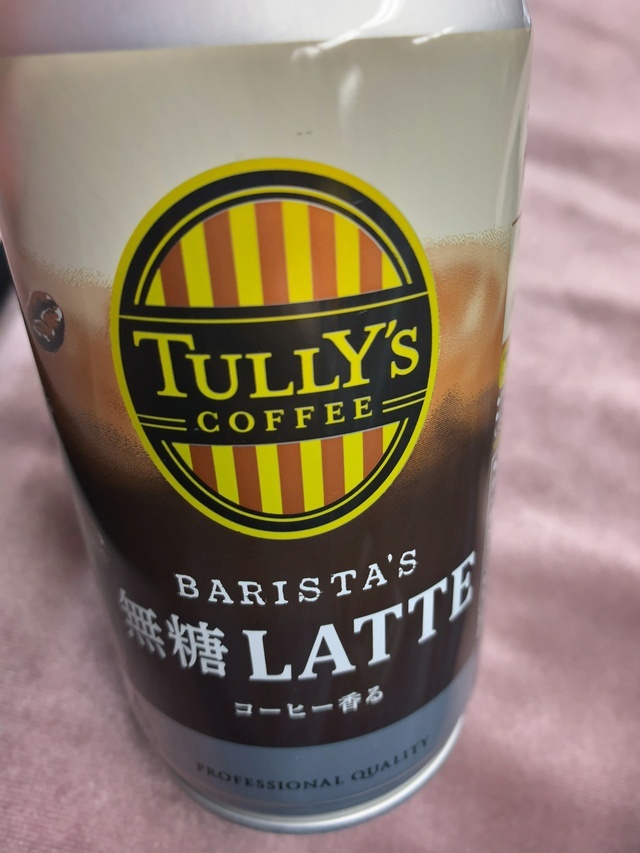 TULLY'S
COFFEE
BARISTA'S
無糖 LATTE
コーヒー香る
PROFESSIONAL QUALITY